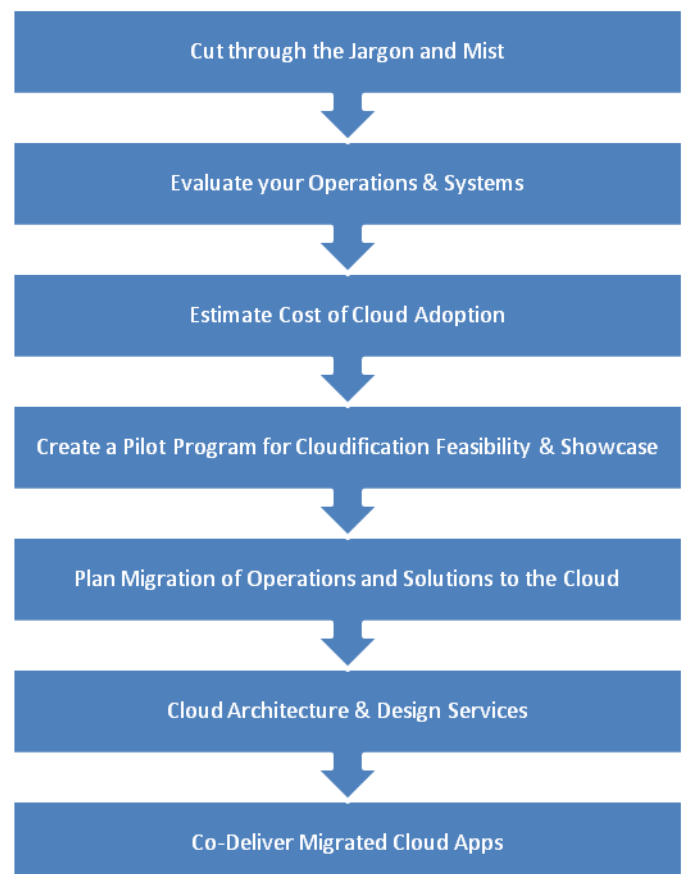 Cut through the Jargon and Mist
Evaluate your Operations & Systems
Estimate Cost of Cloud Adoption
Create a Pilot Program for Cloudification Feasibility & Showcase
Plan Migration of Operations and Solutions to the Cloud
Cloud Architecture & Design Services
Co-Deliver Migrated Cloud Apps